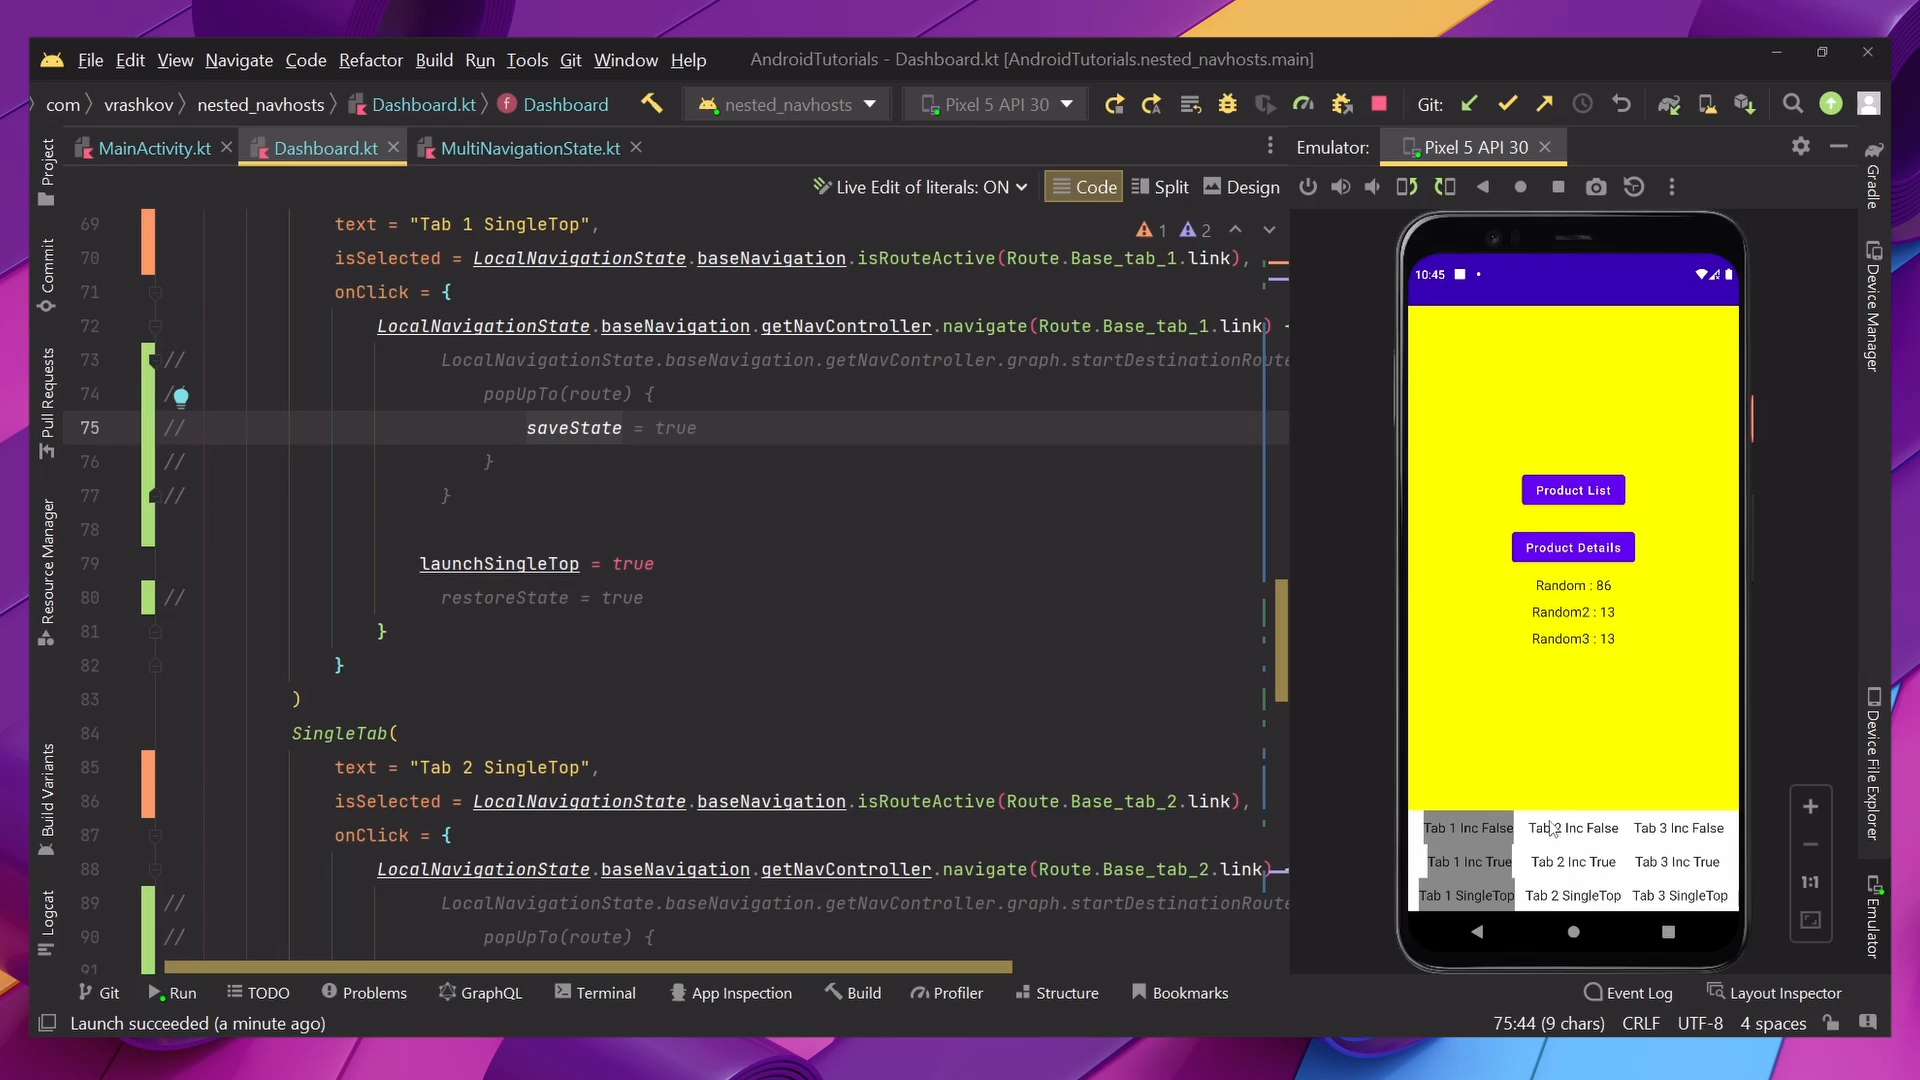 File Edit View Navigate Code Refactor Build Run Tools Git Window Help AndroidTutorials - Dashboard.kt [AndroidTutorials.nested_navhosts.main]
com vrashkov nested_navhosts Dashboard.kt Dashboard nested_navhosts Pixel 5 API 30 Git:
MainActivity.kt Dashboard.kt MultiNavigationState.kt Emulator: Pixel 5 API 30
Live Edit of literals: ON Code Split Design
69 text = "Tab 1 SingleTop", 1 2
70 isSelected = LocalNavigationState.baseNavigation.isRouteActive(Route.Base_tab_1.link),
71 onClick = {
72 LocalNavigationState.baseNavigation.getNavController.navigate(Route.Base_tab_1.link)
73 // LocalNavigationState.baseNavigation.getNavController.graph.startDestinationRoute
74 // popUpTo(route) {
75 // saveState = true
76 // }
77 // }
78
79 launchSingleTop = true
80 // restoreState = true
81 }
82 }
83 )
84 SingleTab(
85 text = "Tab 2 SingleTop",
86 isSelected = LocalNavigationState.baseNavigation.isRouteActive(Route.Base_tab_2.link),
87 onClick = {
88 LocalNavigationState.baseNavigation.getNavController.navigate(Route.Base_tab_2.link)
89 // LocalNavigationState.baseNavigation.getNavController.graph.startDestinationRoute
90 // popUpTo(route) {
91
Project
Commit
Pull Requests
Resource Manager
Build Variants
Logcat
10:45
Product List
Product Details
Random : 86
Random2 : 13
Random3 : 13
Tab 1 Inc False Tab 2 Inc False Tab 3 Inc False
Tab 1 Inc True Tab 2 Inc True Tab 3 Inc True
Tab 1 SingleTop Tab 2 SingleTop Tab 3 SingleTop
1:1
Gradle
Device Manager
Device File Explorer
Emulator
Git Run TODO Problems GraphQL Terminal App Inspection Build Profiler Structure Bookmarks Event Log Layout Inspector
Launch succeeded (a minute ago) 75:44 (9 chars) CRLF UTF-8 4 spaces